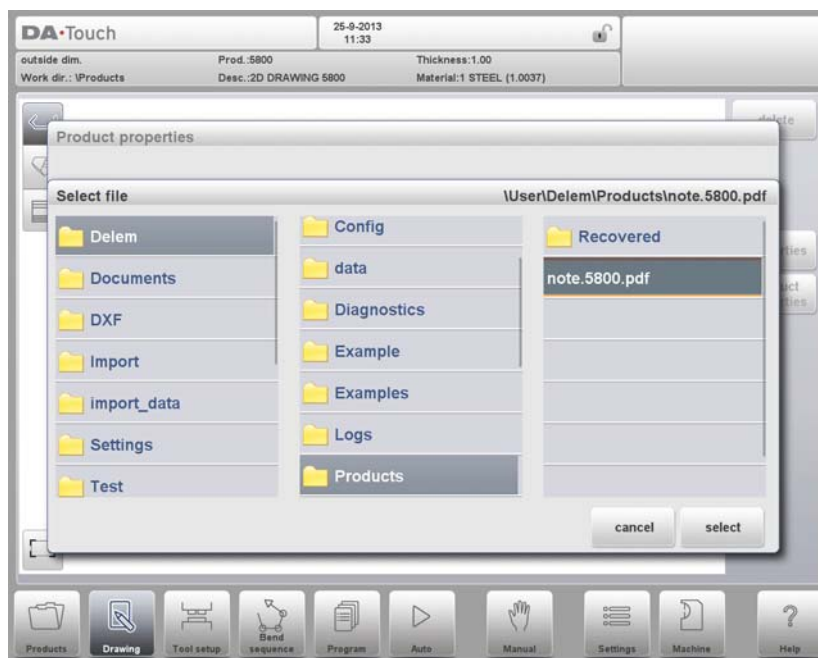 DA·Touch
25-9-2013
11:33
outside dim.
Prod.:5800
Thickness:1.00
Work dir.: \Products
Desc.:2D DRAWING 5800
Material:1 STEEL (1.0037)
delete
Product properties
Select file
\User\Delem\Products\note.5800.pdf
Delem
Config
Recovered
Documents
data
note.5800.pdf
DXF
Diagnostics
Import
Example
import_data
Examples
Settings
Logs
Test
Products
cancel
select
Products
Drawing
Tool setup
Bend
sequence
Program
Auto
Manual
Settings
Machine
Help